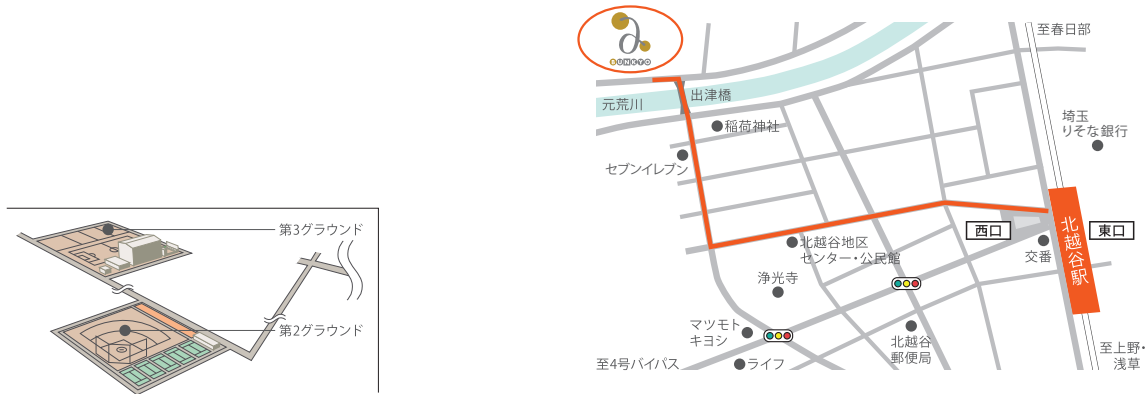 第3グラウンド
第2グラウンド
BUNKYO
至春日部
元荒川
出津橋
稲荷神社
埼玉
りそな銀行
セブンイレブン
西口
東口
北越谷駅
北越谷地区
センター・公民館
交番
浄光寺
マツモト
キヨシ
北越谷
郵便局
至4号バイパス
ライフ
至上野・
浅草